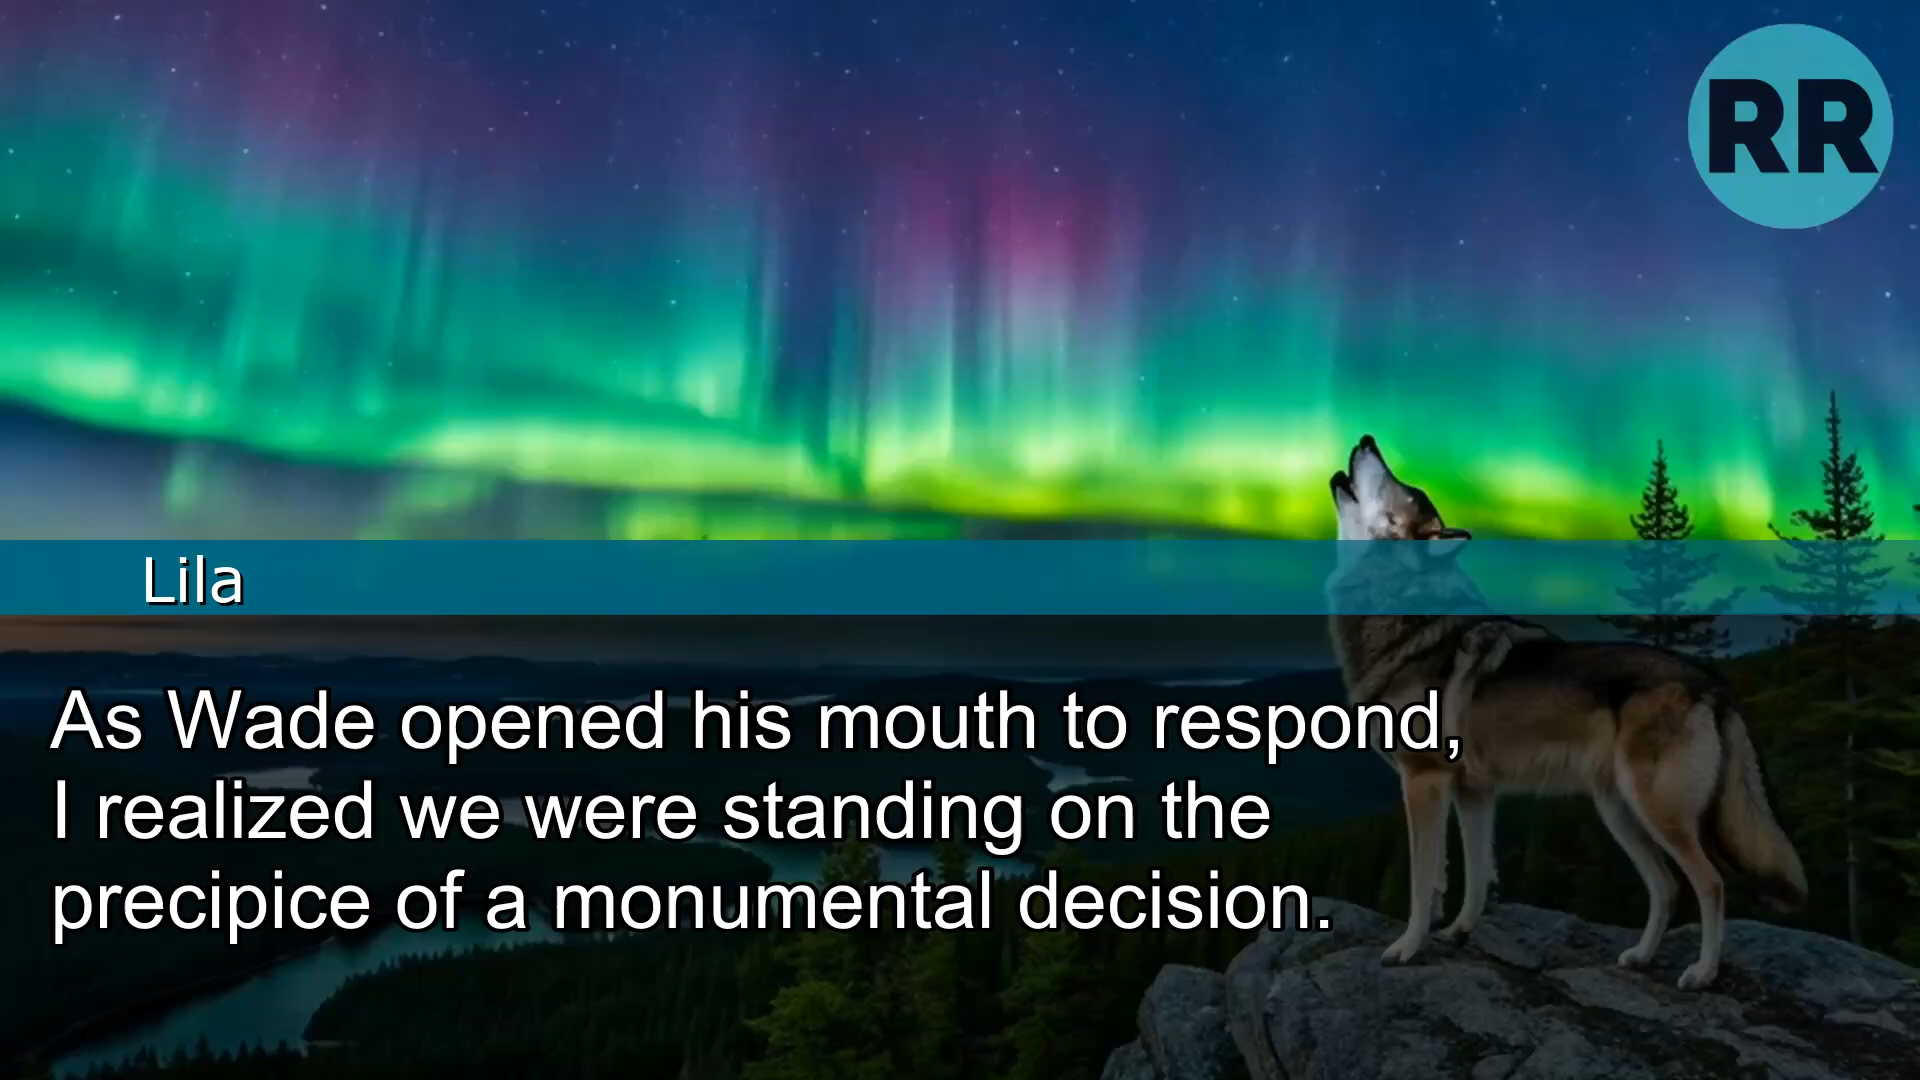 RR
Lila
As Wade opened his mouth to respond,
I realized we were standing on the
precipice of a monumental decision.